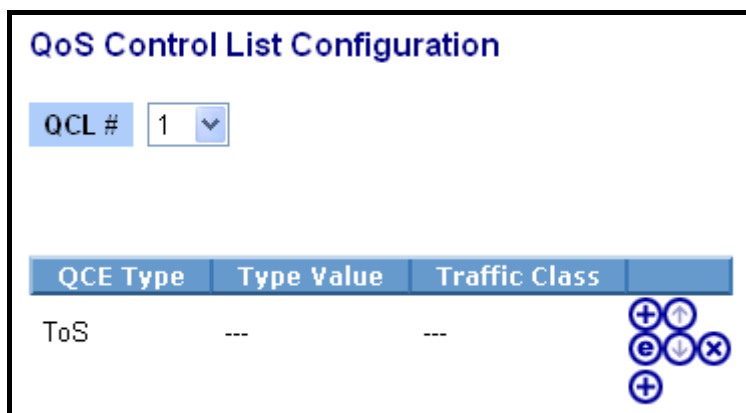 QoS Control List Configuration
QCL # 1
QCE Type Type Value Traffic Class
ToS --- ---
e